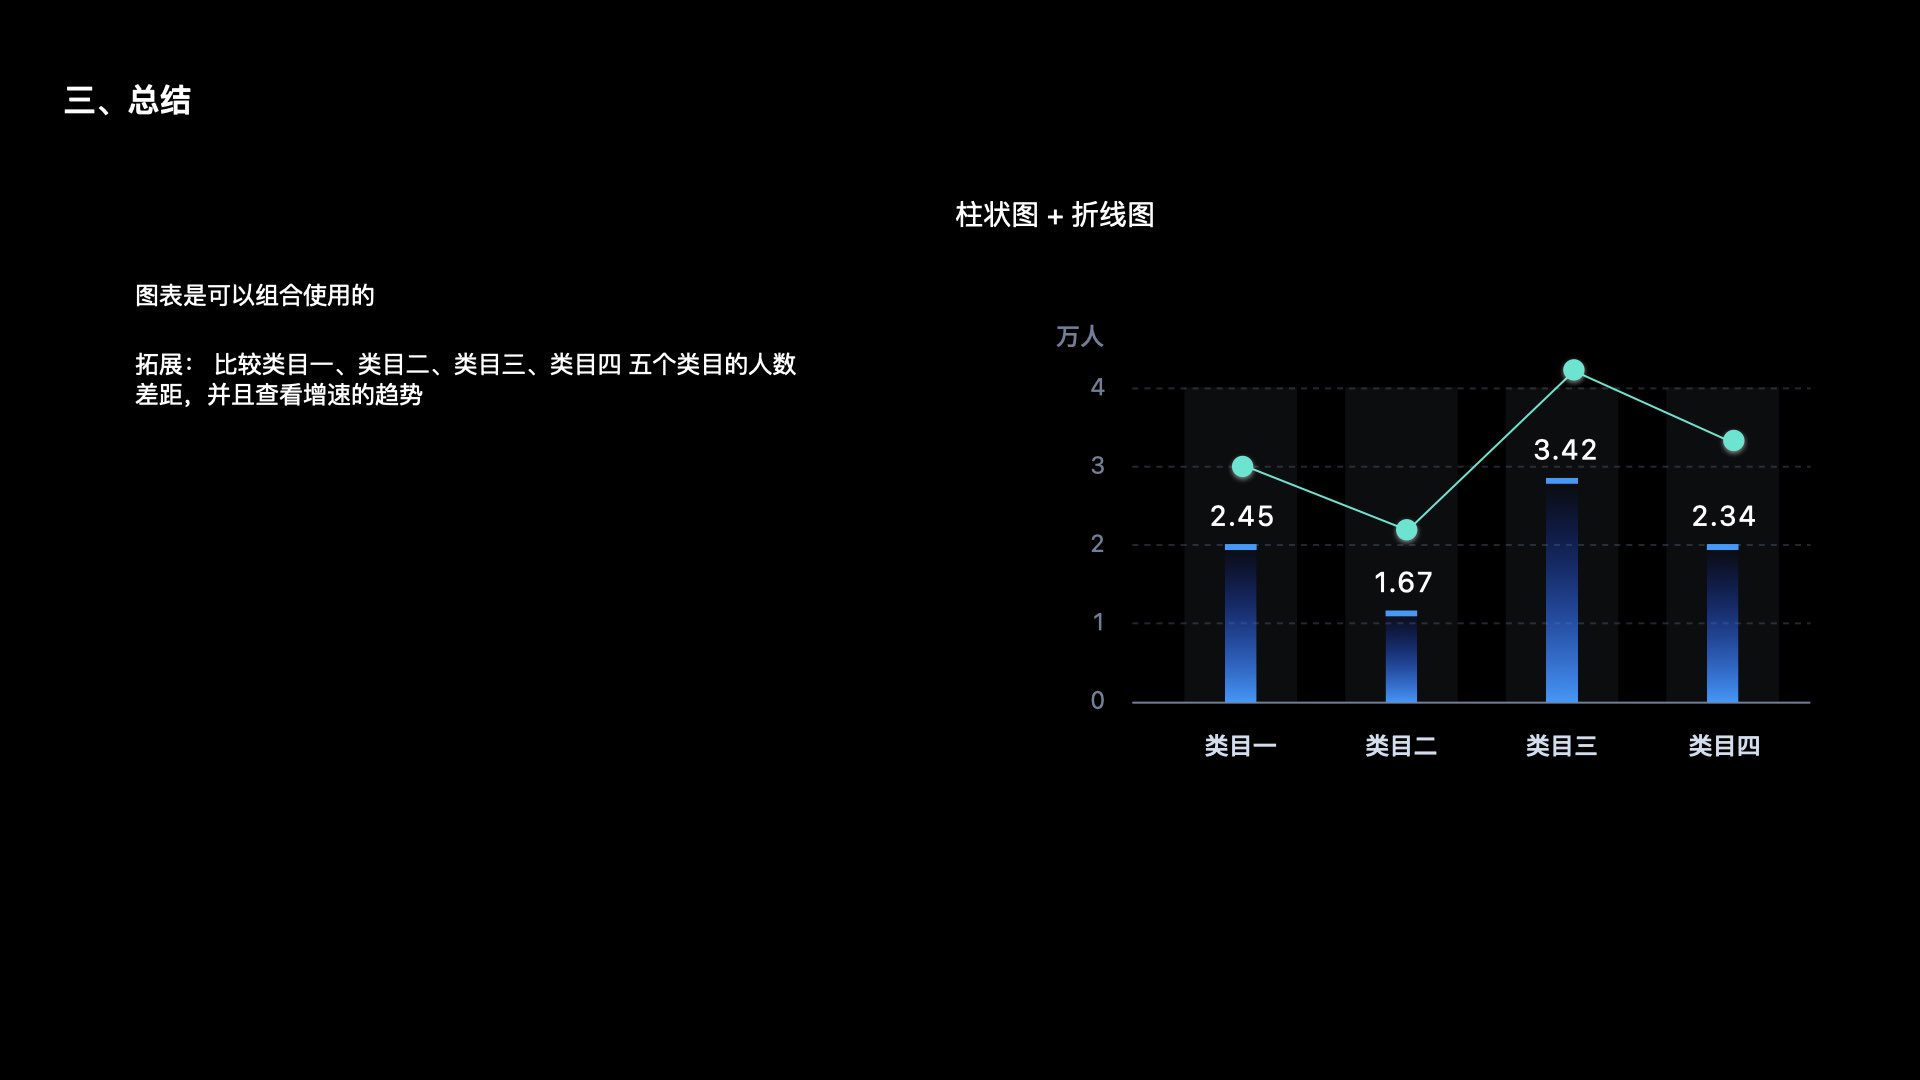 三、总结
柱状图 + 折线图
图表是可以组合使用的
拓展： 比较类目一、类目二、类目三、类目四 五个类目的人数
差距，并且查看增速的趋势
万人
4
3
2
1
0
2.45
1.67
3.42
2.34
类目一
类目二
类目三
类目四